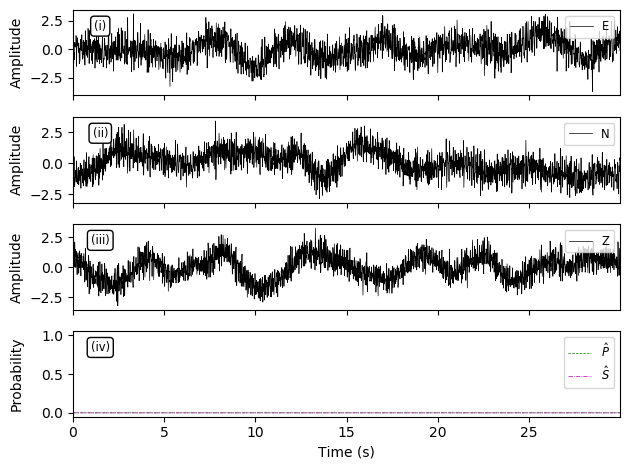 (i)
E
Amplitude
2.5
0.0
−2.5
(ii)
N
Amplitude
2.5
0.0
−2.5
(iii)
Z
Amplitude
2.5
0.0
−2.5
(iv)
P̂
Ŝ
Probability
1.0
0.5
0.0
0 5 10 15 20 25
Time (s)